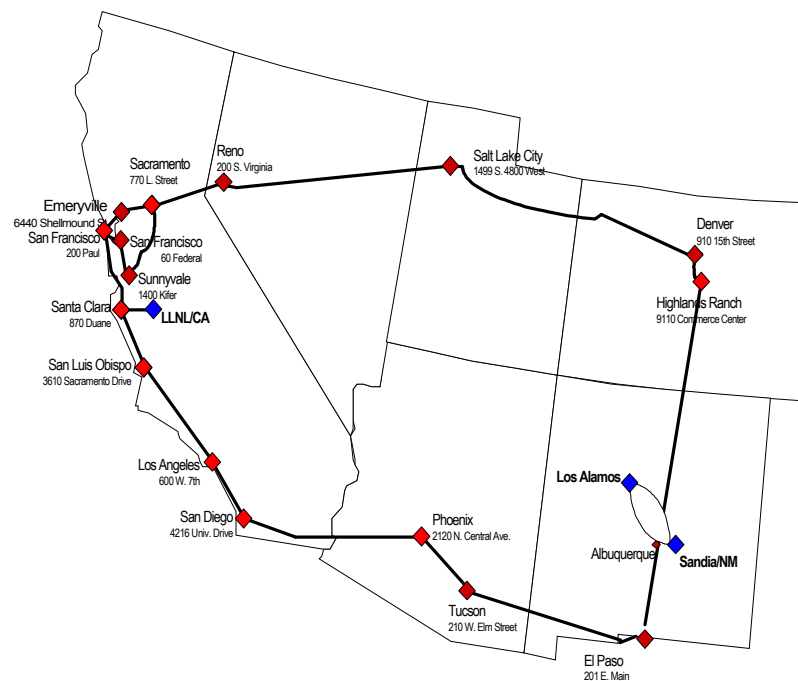 Salt Lake City
1499 S. 4800 West
Reno
200 S. Virginia
Sacramento
770 L. Street
Emeryville
6440 Shellmound St
San Francisco
200 Paul
San Francisco
60 Federal
Denver
910 15th Street
Sunnyvale
1400 Kifer
Highlands Ranch
9110 Commerce Center
Santa Clara
870 Duane
LLNL/CA
San Luis Obispo
3610 Sacramento Drive
Los Angeles
600 W. 7th
Los Alamos
San Diego
4216 Univ. Drive
Phoenix
2120 N. Central Ave.
Albuquerque
Sandia/NM
Tucson
210 W. Elm Street
El Paso
201 E. Main